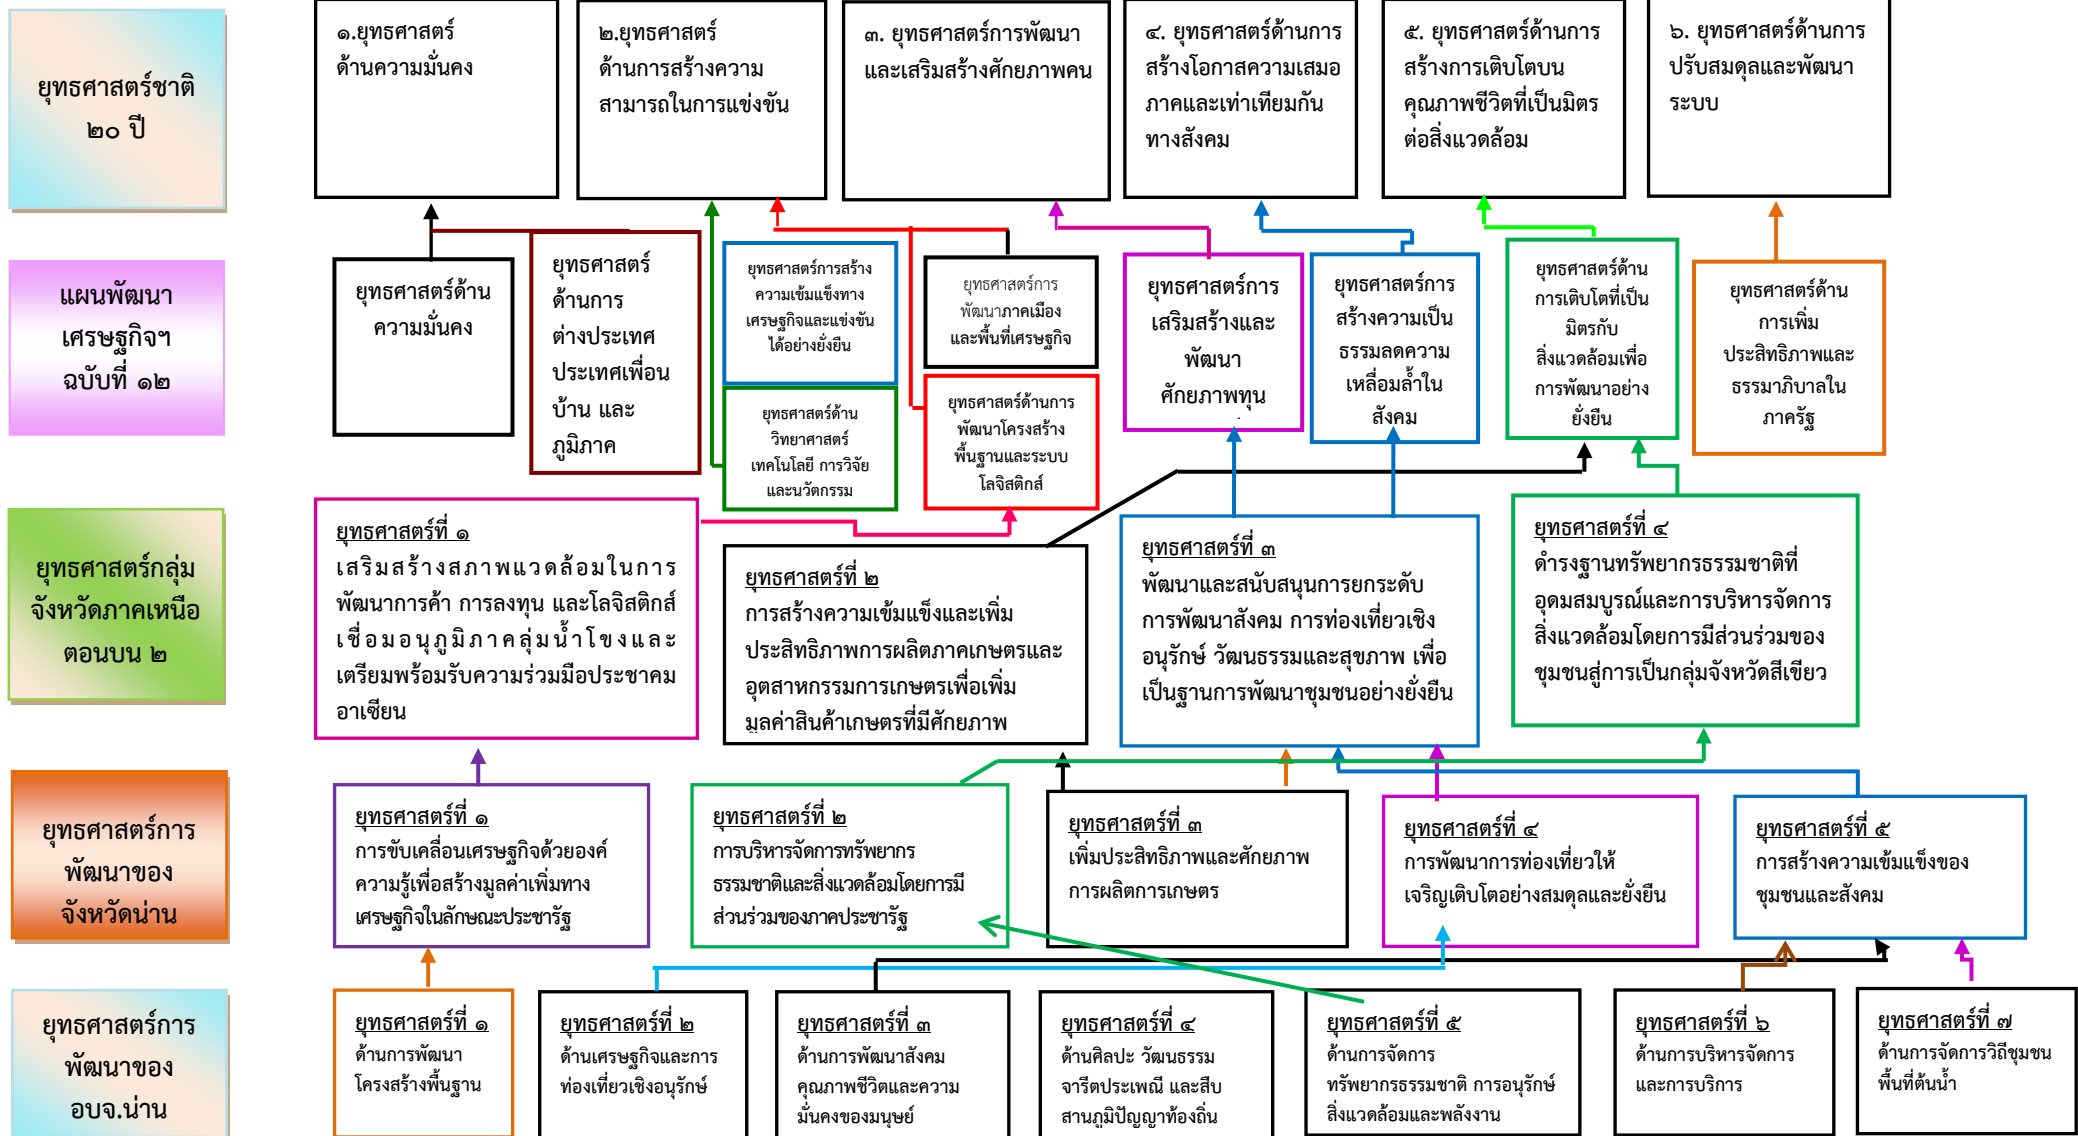 ยุทธศาสตร์ชาติ
๒๐ ปี
๑.ยุทธศาสตร์
ด้านความมั่นคง
๒.ยุทธศาสตร์
ด้านการสร้างความ
สามารถในการแข่งขัน
๓. ยุทธศาสตร์การพัฒนา
และเสริมสร้างศักยภาพคน
๔. ยุทธศาสตร์ด้านการ
สร้างโอกาสความเสมอ
ภาคและเท่าเทียมกัน
ทางสังคม
๕. ยุทธศาสตร์ด้านการ
สร้างการเติบโตบน
คุณภาพชีวิตที่เป็นมิตร
ต่อสิ่งแวดล้อม
๖. ยุทธศาสตร์ด้านการ
ปรับสมดุลและพัฒนา
ระบบ
แผนพัฒนา
เศรษฐกิจฯ
ฉบับที่ ๑๒
ยุทธศาสตร์ด้าน
ความมั่นคง
ยุทธศาสตร์
ด้านการ
ต่างประเทศ
ประเทศเพื่อน
บ้าน และ
ภูมิภาค
ยุทธศาสตร์การสร้าง
ความเข้มแข็งทาง
เศรษฐกิจและแข่งขัน
ได้อย่างยั่งยืน
ยุทธศาสตร์ด้าน
วิทยาศาสตร์
เทคโนโลยี การวิจัย
และนวัตกรรม
ยุทธศาสตร์การ
พัฒนาภาคเมือง
และพื้นที่เศรษฐกิจ
ยุทธศาสตร์ด้านการ
พัฒนาโครงสร้าง
พื้นฐานและระบบ
โลจิสติกส์
ยุทธศาสตร์การ
เสริมสร้างและ
พัฒนา
ศักยภาพทุน
ยุทธศาสตร์การ
สร้างความเป็น
ธรรมลดความ
เหลื่อมล้ำใน
สังคม
ยุทธศาสตร์ด้าน
การเติบโตที่เป็น
มิตรกับ
สิ่งแวดล้อมเพื่อ
การพัฒนาอย่าง
ยั่งยืน
ยุทธศาสตร์ด้าน
การเพิ่ม
ประสิทธิภาพและ
ธรรมาภิบาลใน
ภาครัฐ
ยุทธศาสตร์กลุ่ม
จังหวัดภาคเหนือ
ตอนบน ๒
ยุทธศาสตร์ที่ ๑
เสริมสร้างสภาพแวดล้อมในการ
พัฒนาการค้า การลงทุน และโลจิสติกส์
เชื่อมอนุภูมิภาคลุ่มน้ำโขงและ
เตรียมพร้อมรับความร่วมมือประชาคม
อาเซียน
ยุทธศาสตร์ที่ ๒
การสร้างความเข้มแข็งและเพิ่ม
ประสิทธิภาพการผลิตภาคเกษตรและ
อุตสาหกรรมการเกษตรเพื่อเพิ่ม
มูลค่าสินค้าเกษตรที่มีศักยภาพ
ยุทธศาสตร์ที่ ๓
พัฒนาและสนับสนุนการยกระดับ
การพัฒนาสังคม การท่องเที่ยวเชิง
อนุรักษ์ วัฒนธรรมและสุขภาพ เพื่อ
เป็นฐานการพัฒนาชุมชนอย่างยั่งยืน
ยุทธศาสตร์ที่ ๔
ดำรงฐานทรัพยากรธรรมชาติที่
อุดมสมบูรณ์และการบริหารจัดการ
สิ่งแวดล้อมโดยการมีส่วนร่วมของ
ชุมชนสู่การเป็นกลุ่มจังหวัดสีเขียว
ยุทธศาสตร์การ
พัฒนาของ
จังหวัดน่าน
ยุทธศาสตร์ที่ ๑
การขับเคลื่อนเศรษฐกิจด้วยองค์
ความรู้เพื่อสร้างมูลค่าเพิ่มทาง
เศรษฐกิจในลักษณะประชารัฐ
ยุทธศาสตร์ที่ ๒
การบริหารจัดการทรัพยากร
ธรรมชาติและสิ่งแวดล้อมโดยการมี
ส่วนร่วมของภาคประชารัฐ
ยุทธศาสตร์ที่ ๓
เพิ่มประสิทธิภาพและศักยภาพ
การผลิตการเกษตร
ยุทธศาสตร์ที่ ๔
การพัฒนาการท่องเที่ยวให้
เจริญเติบโตอย่างสมดุลและยั่งยืน
ยุทธศาสตร์ที่ ๕
การสร้างความเข้มแข็งของ
ชุมชนและสังคม
ยุทธศาสตร์การ
พัฒนาของ
อบจ.น่าน
ยุทธศาสตร์ที่ ๑
ด้านการพัฒนา
โครงสร้างพื้นฐาน
ยุทธศาสตร์ที่ ๒
ด้านเศรษฐกิจและการ
ท่องเที่ยวเชิงอนุรักษ์
ยุทธศาสตร์ที่ ๓
ด้านการพัฒนาสังคม
คุณภาพชีวิตและความ
มั่นคงของมนุษย์
ยุทธศาสตร์ที่ ๔
ด้านศิลปะ วัฒนธรรม
จารีตประเพณี และสืบ
สานภูมิปัญญาท้องถิ่น
ยุทธศาสตร์ที่ ๕
ด้านการจัดการ
ทรัพยากรธรรมชาติ การอนุรักษ์
สิ่งแวดล้อมและพลังงาน
ยุทธศาสตร์ที่ ๖
ด้านการบริหารจัดการ
และการบริการ
ยุทธศาสตร์ที่ ๗
ด้านการจัดการวิถีชุมชน
พื้นที่ต้นน้ำ